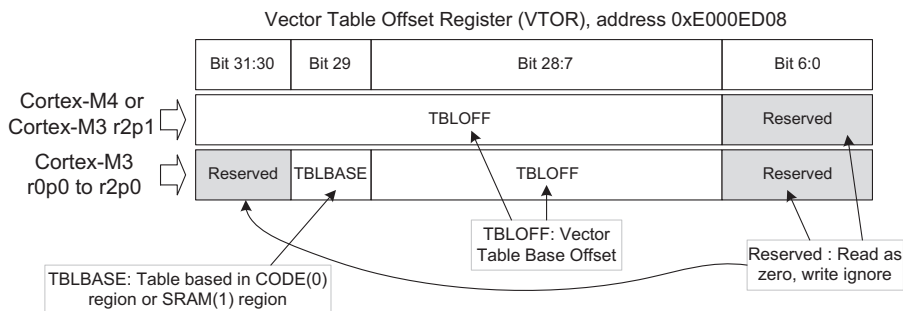 Vector Table Offset Register (VTOR), address 0xE000ED08
Bit 31:30 Bit 29 Bit 28:7 Bit 6:0
Cortex-M4 or
Cortex-M3 r2p1
TBLOFF Reserved
Cortex-M3
r0p0 to r2p0
Reserved TBLBASE TBLOFF Reserved
TBLOFF: Vector
Table Base Offset
Reserved : Read as
zero, write ignore
TBLBASE: Table based in CODE(0)
region or SRAM(1) region